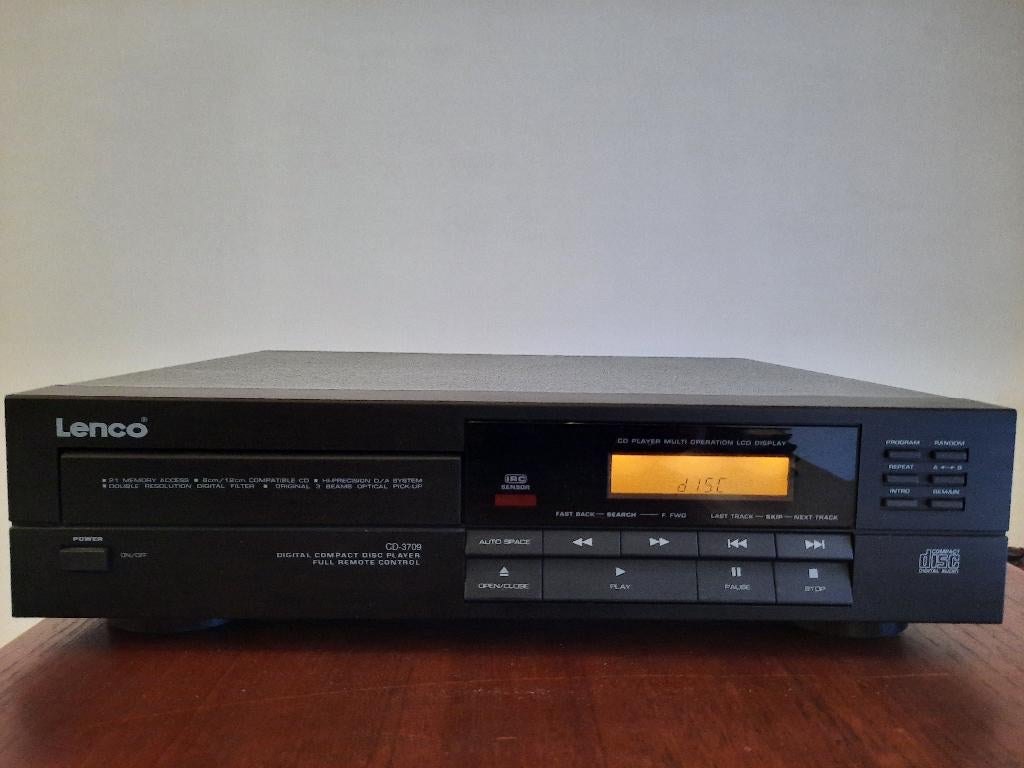 Lenco®
■ 21 MEMORY ACCESS ■ 8cm/12cm COMPATIBLE CD ■ HI-PRECISION D/A SYSTEM
■ DOUBLE RESOLUTION DIGITAL FILTER ■ ORIGINAL 3 BEAMS OPTICAL PICK-UP
CD PLAYER MULTI OPERATION LCD DISPLAY
dISC
IRC
SENSOR
FAST BACK — SEARCH — F. FWD LAST TRACK — SKIP — NEXT TRACK
PROGRAM RANDOM
REPEAT A ↔ B
INTRO REMAIN
POWER
ON/OFF
CD-3709
DIGITAL COMPACT DISC PLAYER
FULL REMOTE CONTROL
AUTO SPACE
OPEN/CLOSE PLAY PAUSE STOP
COMPACT
disc
DIGITAL AUDIO